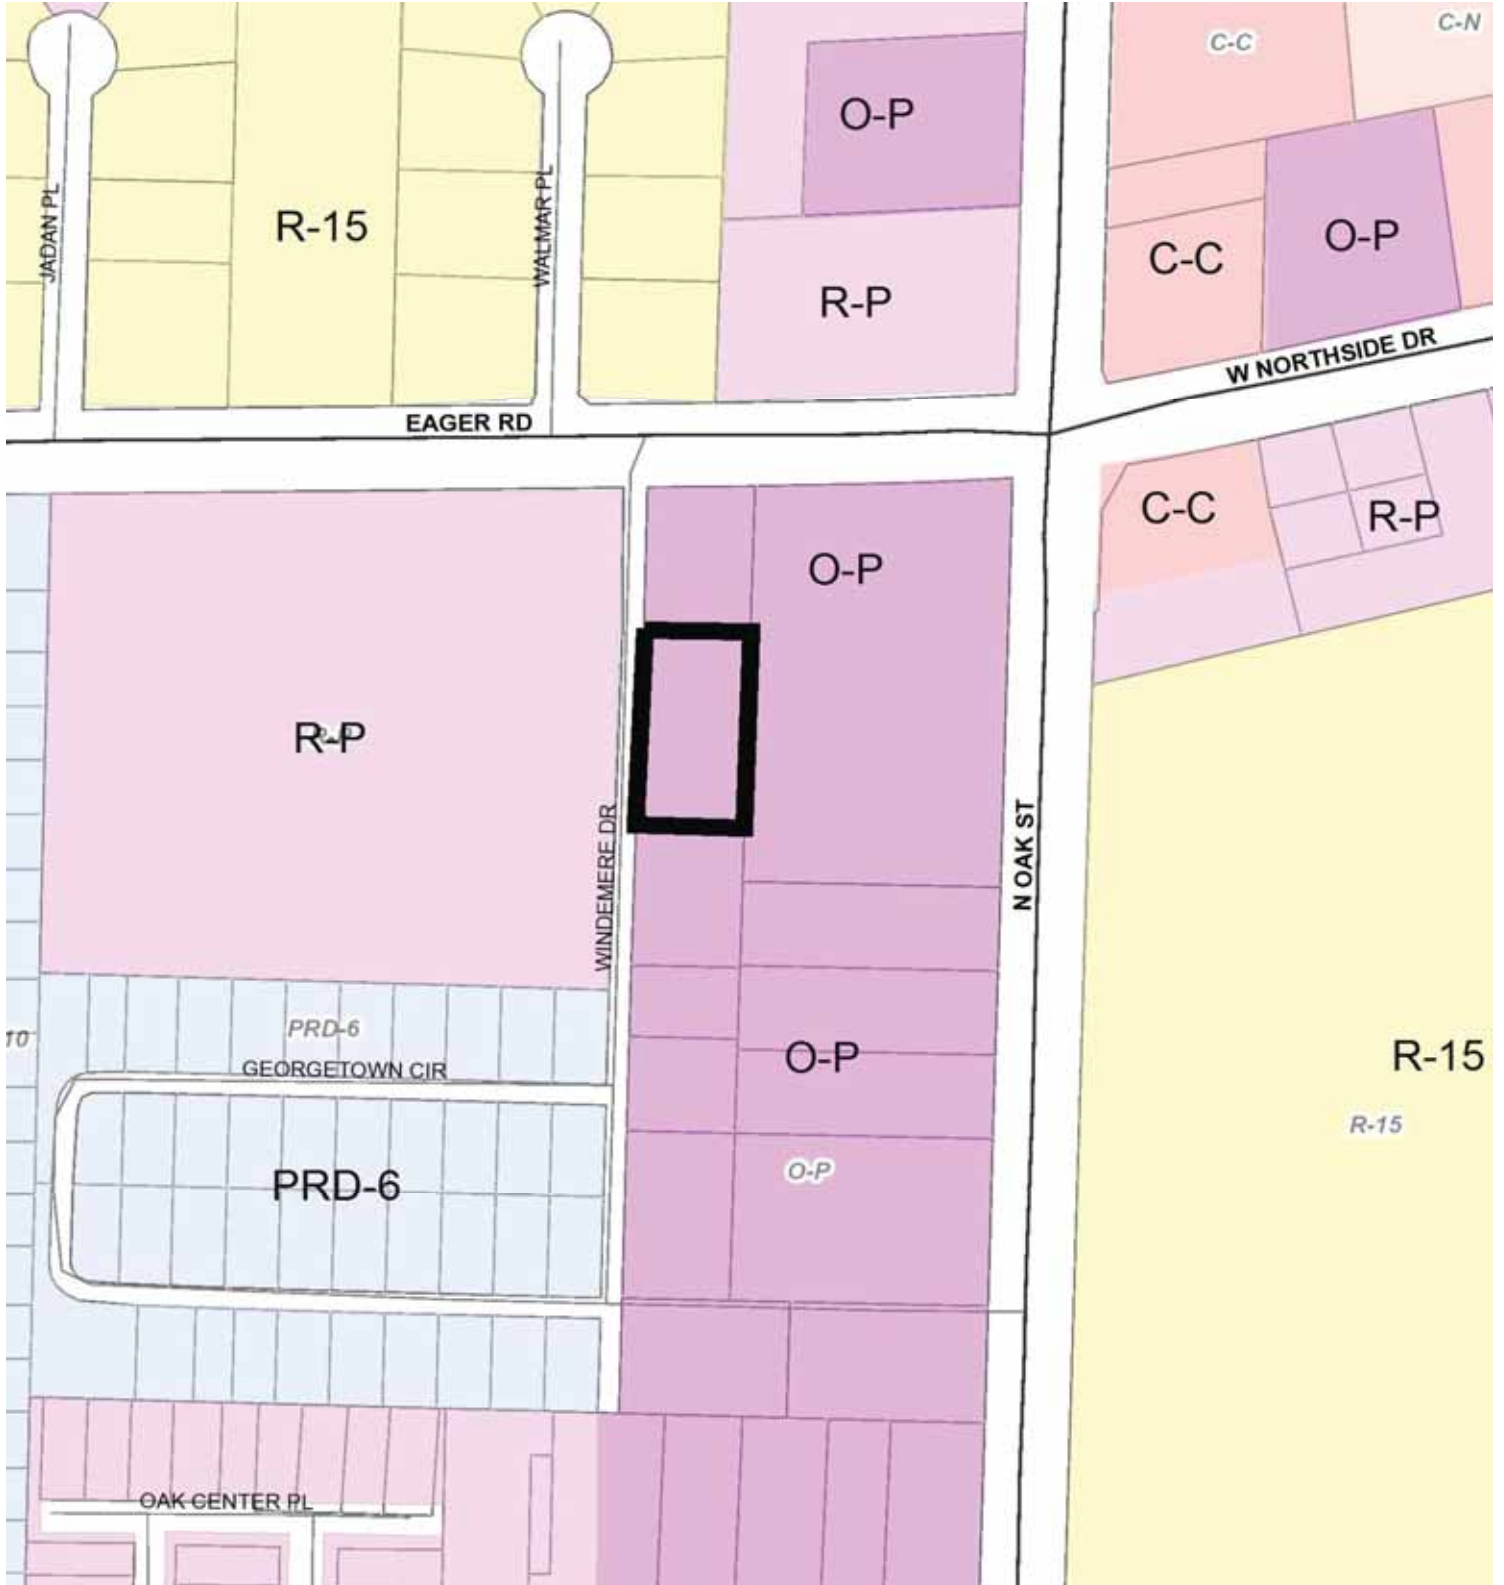 C-N
C-C
O-P
R-15
JADAN PL
WALMAR PL
O-P
C-C
R-P
W NORTHSIDE DR
EAGER RD
C-C
R-P
O-P
R-P
WINDEMERE DR
N OAK ST
PRD-6
10
GEORGETOWN CIR
O-P
R-15
R-15
O-P
PRD-6
OAK CENTER PL